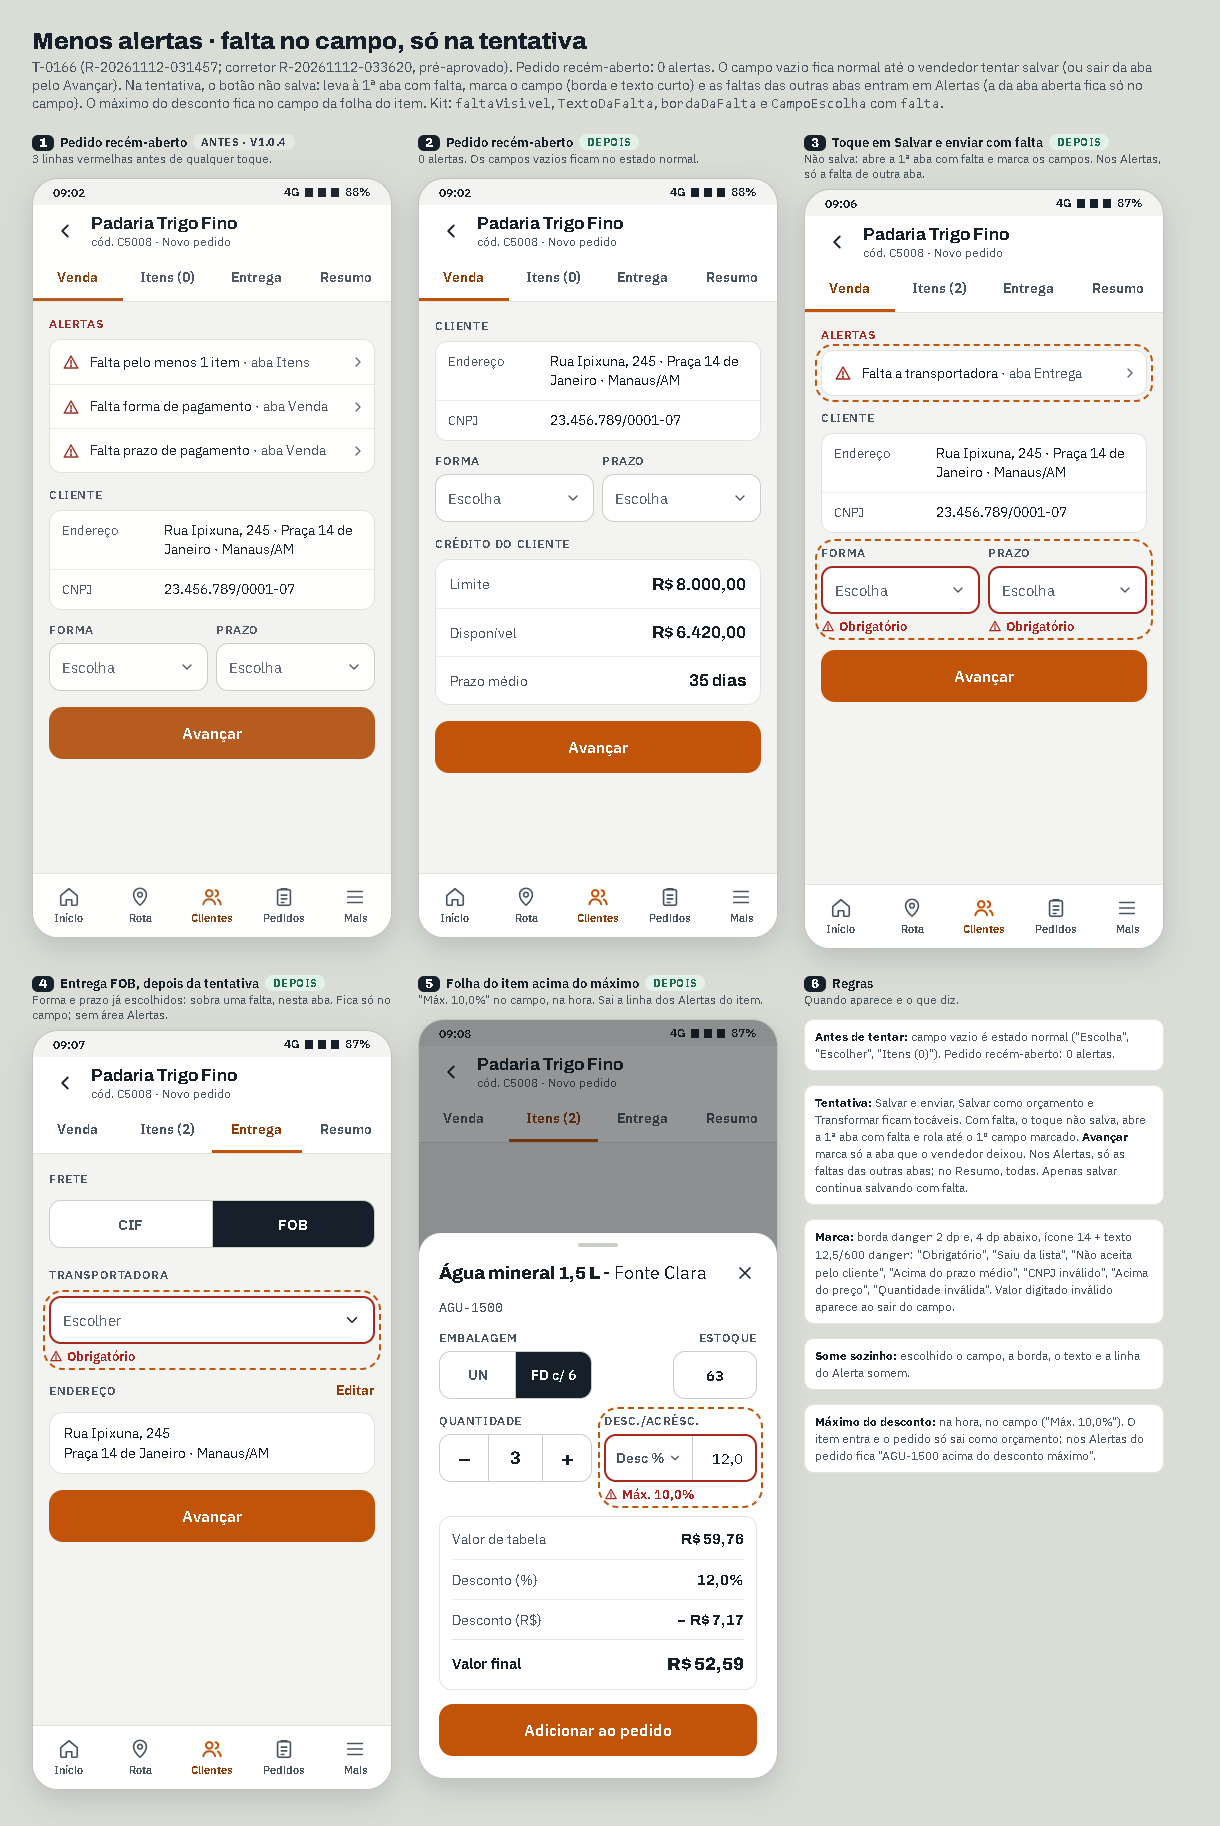 Menos alertas · falta no campo, só na tentativa
T-0166 (R-20261112-031457; corretor R-20261112-033620, pré-aprovado). Pedido recém-aberto: 0 alertas. O campo vazio fica normal até o vendedor tentar salvar (ou sair da aba
pelo Avançar). Na tentativa, o botão não salva: leva à 1ª aba com falta, marca o campo (borda e texto curto) e as faltas das outras abas entram em Alertas (a da aba aberta fica só no
campo). O máximo do desconto fica no campo da folha do item. Kit: faltaVisivel, TextoDaFalta, bordaDaFalta e CampoEscolha com falta.
1 Pedido recém-aberto ANTES · V1.0.4
3 linhas vermelhas antes de qualquer toque.
09:02 4G 88%
Padaria Trigo Fino
cód. C5008 · Novo pedido
Venda Itens (0) Entrega Resumo
ALERTAS
Falta pelo menos 1 item · aba Itens
Falta forma de pagamento · aba Venda
Falta prazo de pagamento · aba Venda
CLIENTE
Endereço Rua Ipixuna, 245 · Praça 14 de
Janeiro · Manaus/AM
CNPJ 23.456.789/0001-07
FORMA PRAZO
Escolha Escolha
Avançar
Início Rota Clientes Pedidos Mais
2 Pedido recém-aberto DEPOIS
0 alertas. Os campos vazios ficam no estado normal.
09:02 4G 88%
Padaria Trigo Fino
cód. C5008 · Novo pedido
Venda Itens (0) Entrega Resumo
CLIENTE
Endereço Rua Ipixuna, 245 · Praça 14 de
Janeiro · Manaus/AM
CNPJ 23.456.789/0001-07
FORMA PRAZO
Escolha Escolha
CRÉDITO DO CLIENTE
Limite R$ 8.000,00
Disponível R$ 6.420,00
Prazo médio 35 dias
Avançar
Início Rota Clientes Pedidos Mais
3 Toque em Salvar e enviar com falta DEPOIS
Não salva: abre a 1ª aba com falta e marca os campos. Nos Alertas,
só a falta de outra aba.
09:06 4G 87%
Padaria Trigo Fino
cód. C5008 · Novo pedido
Venda Itens (2) Entrega Resumo
ALERTAS
Falta a transportadora · aba Entrega
CLIENTE
Endereço Rua Ipixuna, 245 · Praça 14 de
Janeiro · Manaus/AM
CNPJ 23.456.789/0001-07
FORMA PRAZO
Escolha Escolha
Obrigatório Obrigatório
Avançar
Início Rota Clientes Pedidos Mais
4 Entrega FOB, depois da tentativa DEPOIS
Forma e prazo já escolhidos: sobra uma falta, nesta aba. Fica só no
campo; sem área Alertas.
09:07 4G 87%
Padaria Trigo Fino
cód. C5008 · Novo pedido
Venda Itens (2) Entrega Resumo
FRETE
CIF FOB
TRANSPORTADORA
Escolher
Obrigatório
ENDEREÇO Editar
Rua Ipixuna, 245
Praça 14 de Janeiro · Manaus/AM
Avançar
Início Rota Clientes Pedidos Mais
5 Folha do item acima do máximo DEPOIS
"Máx. 10,0%" no campo, na hora. Sai a linha dos Alertas do item.
09:08 4G 87%
Padaria Trigo Fino
cód. C5008 · Novo pedido
Venda Itens (2) Entrega Resumo
Água mineral 1,5 L - Fonte Clara
AGU-1500
EMBALAGEM ESTOQUE
UN FD c/ 6 63
QUANTIDADE DESC./ACRÉSC.
− 3 + Desc % 12,0
Máx. 10,0%
Valor de tabela R$ 59,76
Desconto (%) 12,0%
Desconto (R$) − R$ 7,17
Valor final R$ 52,59
Adicionar ao pedido
6 Regras
Quando aparece e o que diz.
Antes de tentar: campo vazio é estado normal ("Escolha",
"Escolher", "Itens (0)"). Pedido recém-aberto: 0 alertas.
Tentativa: Salvar e enviar, Salvar como orçamento e
Transformar ficam tocáveis. Com falta, o toque não salva, abre
a 1ª aba com falta e rola até o 1º campo marcado. Avançar
marca só a aba que o vendedor deixou. Nos Alertas, só as
faltas das outras abas; no Resumo, todas. Apenas salvar
continua salvando com falta.
Marca: borda danger 2 dp e, 4 dp abaixo, ícone 14 + texto
12,5/600 danger: "Obrigatório", "Saiu da lista", "Não aceita
pelo cliente", "Acima do prazo médio", "CNPJ inválido", "Acima
do preço", "Quantidade inválida". Valor digitado inválido
aparece ao sair do campo.
Some sozinho: escolhido o campo, a borda, o texto e a linha
do Alerta somem.
Máximo do desconto: na hora, no campo ("Máx. 10,0%"). O
item entra e o pedido só sai como orçamento; nos Alertas do
pedido fica "AGU-1500 acima do desconto máximo".